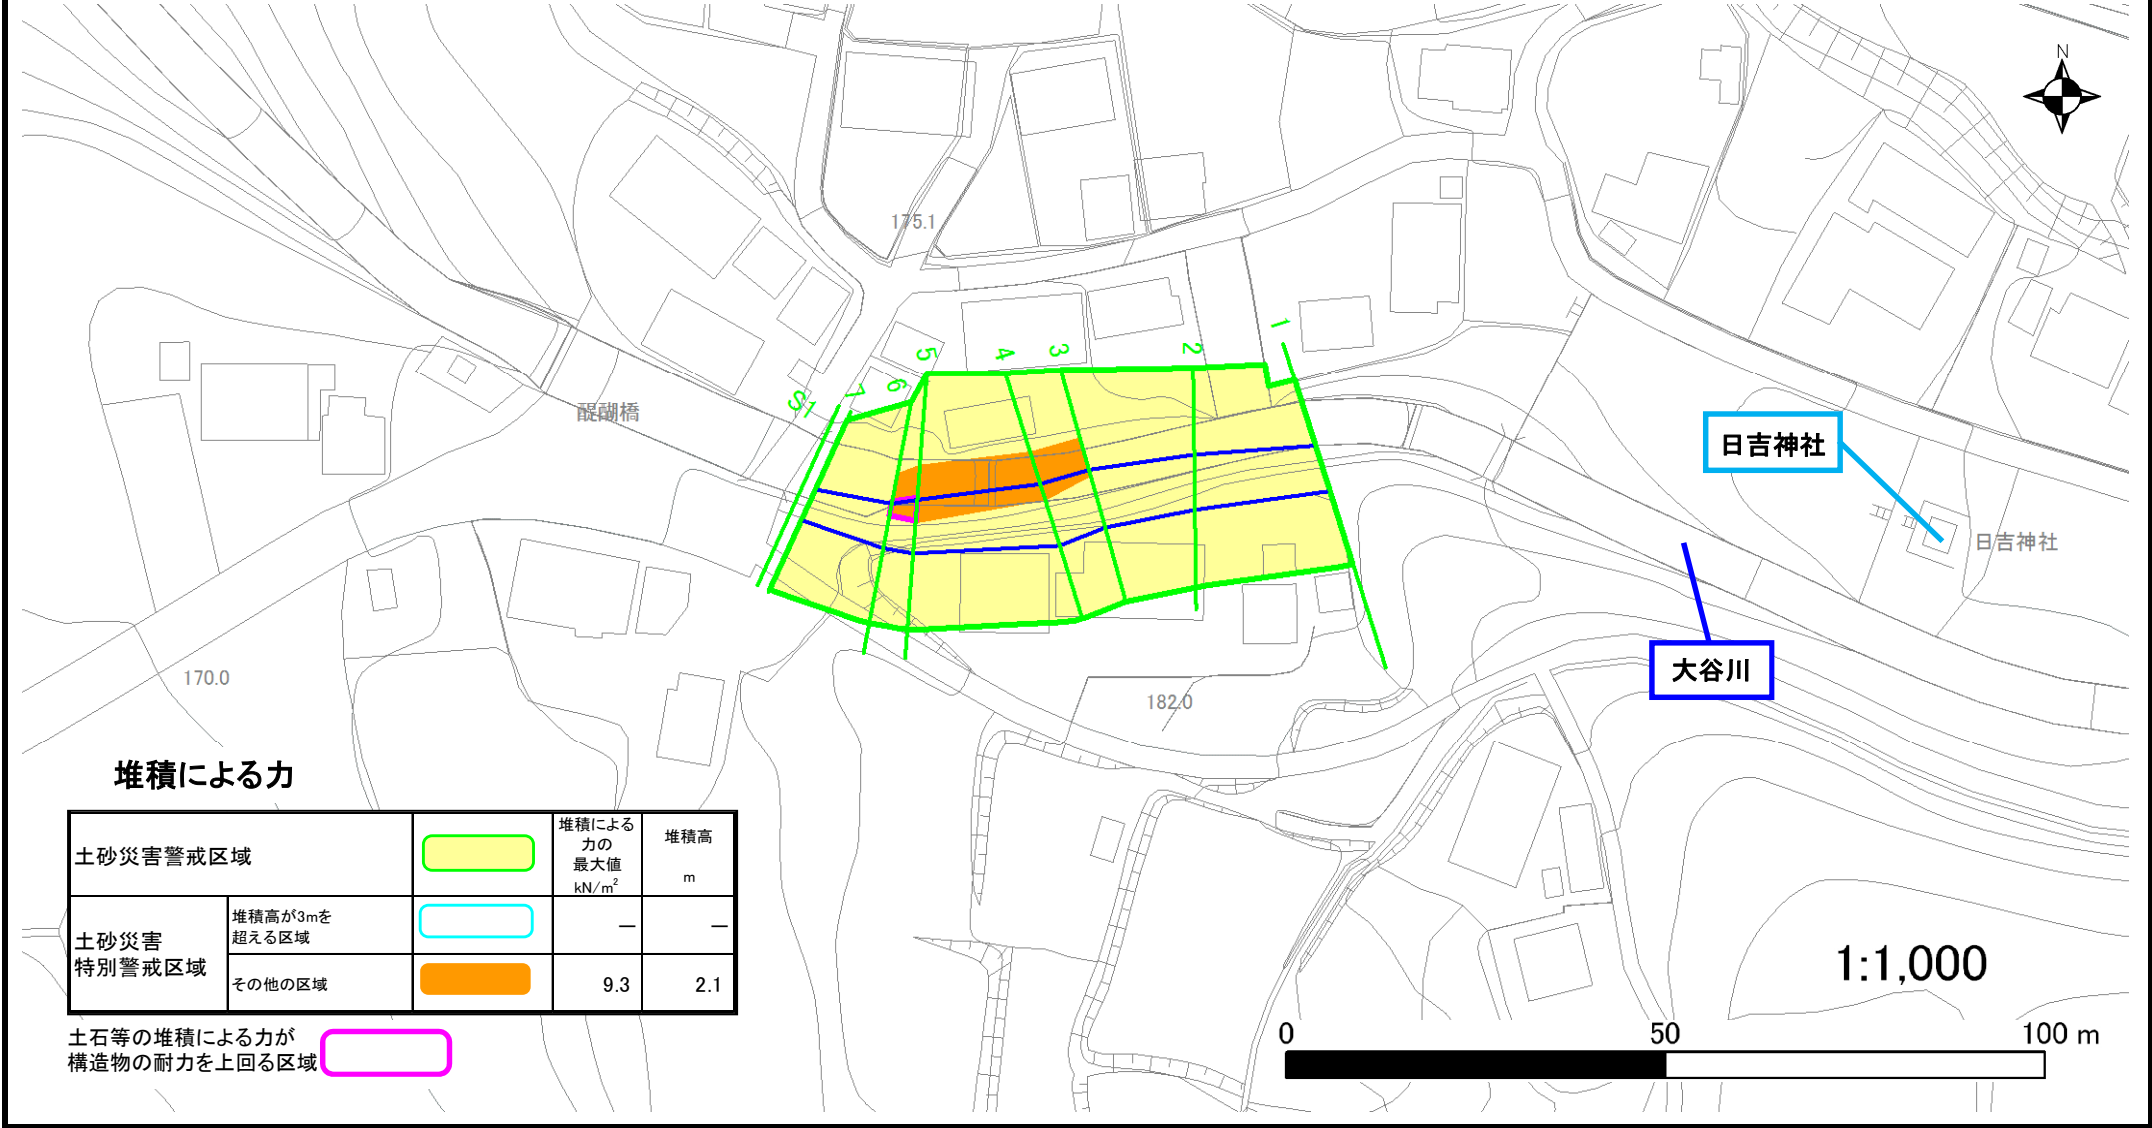 N
175.1
1
2
3
4
5
6
7
S1
醍醐橋
日吉神社
日吉神社
大谷川
170.0
182.0
堆積による力
土砂災害警戒区域
堆積による
力の
最大値
kN/m²
堆積高
m
土砂災害
特別警戒区域
堆積高が3mを
超える区域
－
－
その他の区域
9.3
2.1
土石等の堆積による力が
構造物の耐力を上回る区域
1:1,000
0
50
100 m